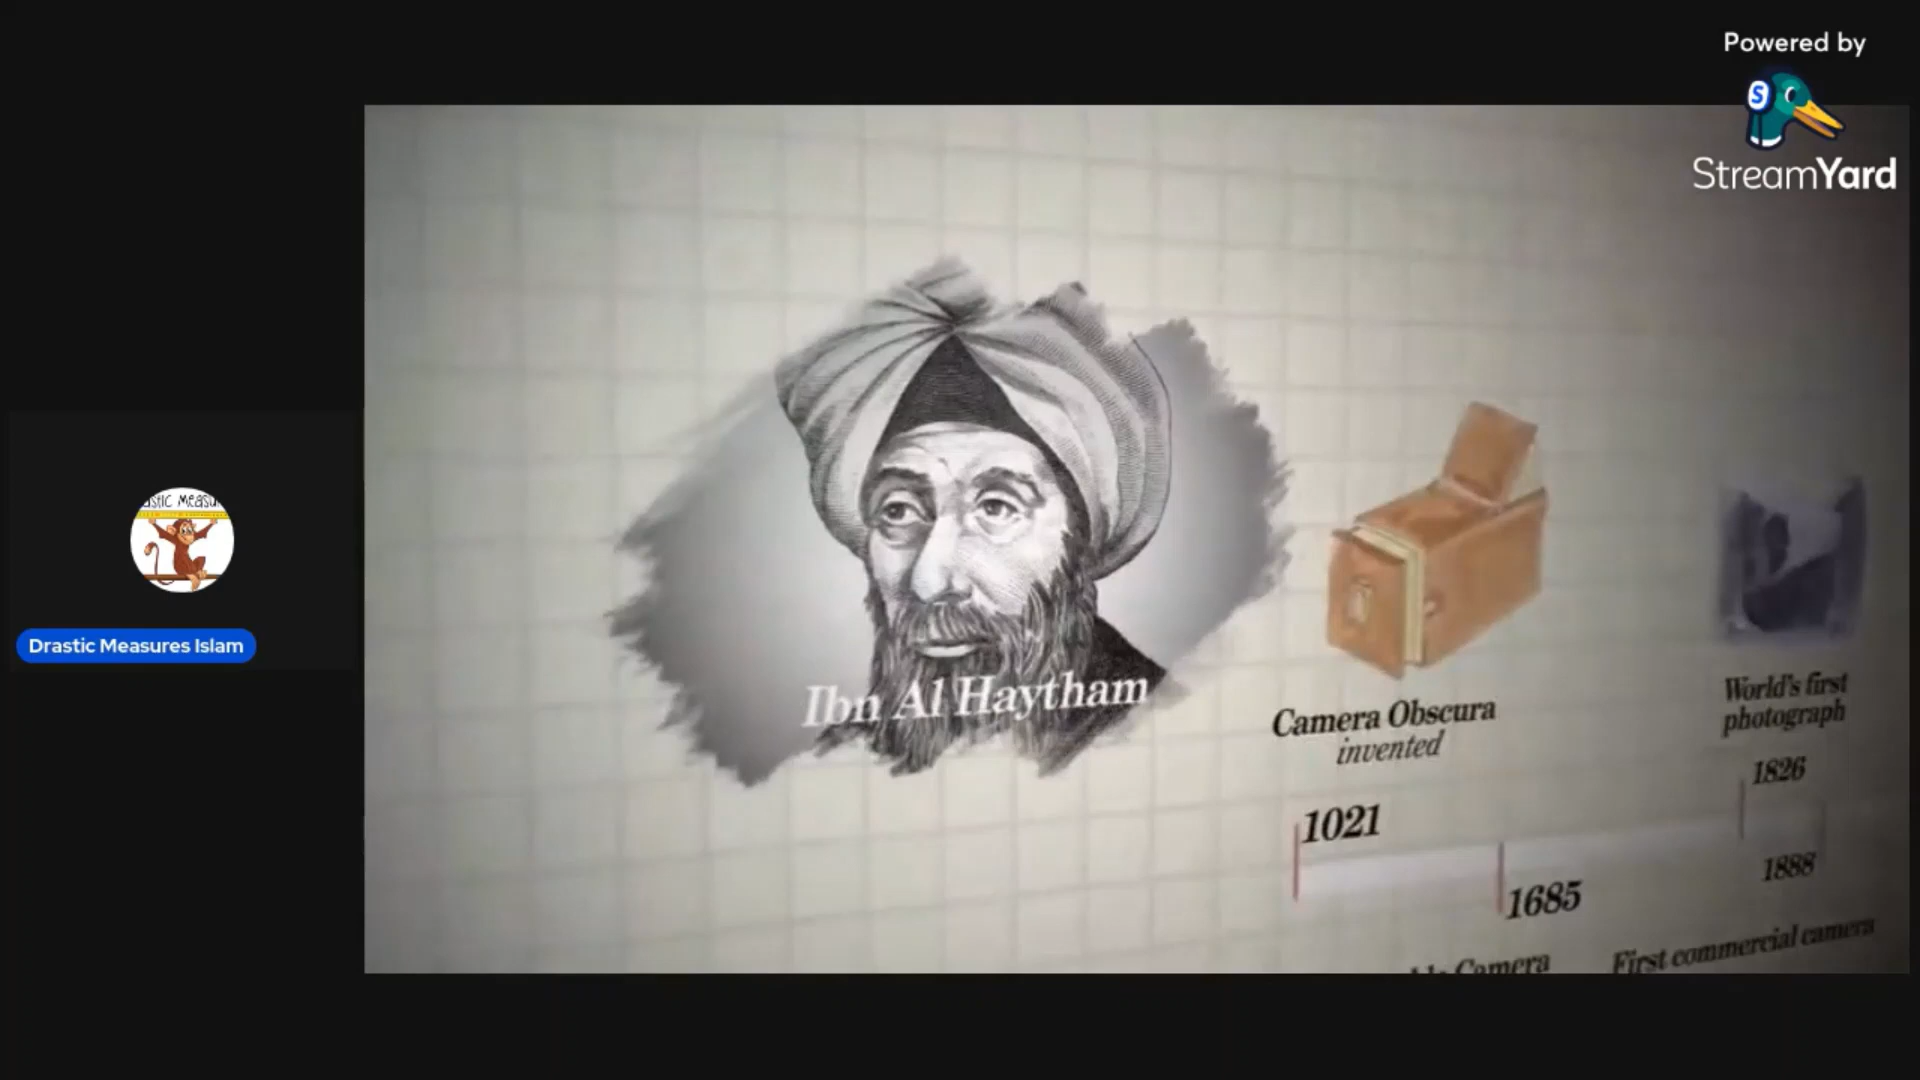 Powered by
StreamYard
Drastic Measures Islam
Ibn Al Haytham
Camera Obscura
invented
World's first
photograph
1826
1021
1888
1685
Camera
First commercial camera